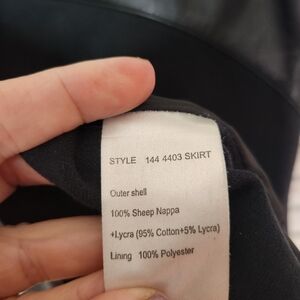 STYLE 144 4403 SKIRT
Outer shell
100% Sheep Nappa
+Lycra (95% Cotton+5% Lycra)
Lining 100% Polyester